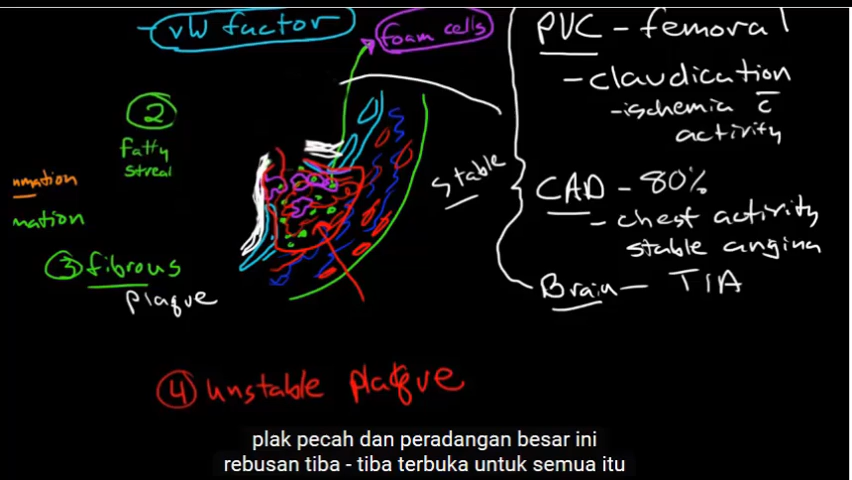 vW factor
foam cells
PVC - femoral
- claudication
- ischemia c̄
activity
2
fatty
streal
stable
mmation
mation
CAD - 80%
- chest activity
stable angina
3 fibrous
plaque
Brain - TIA
4 unstable plaque
plak pecah dan peradangan besar ini
rebusan tiba - tiba terbuka untuk semua itu